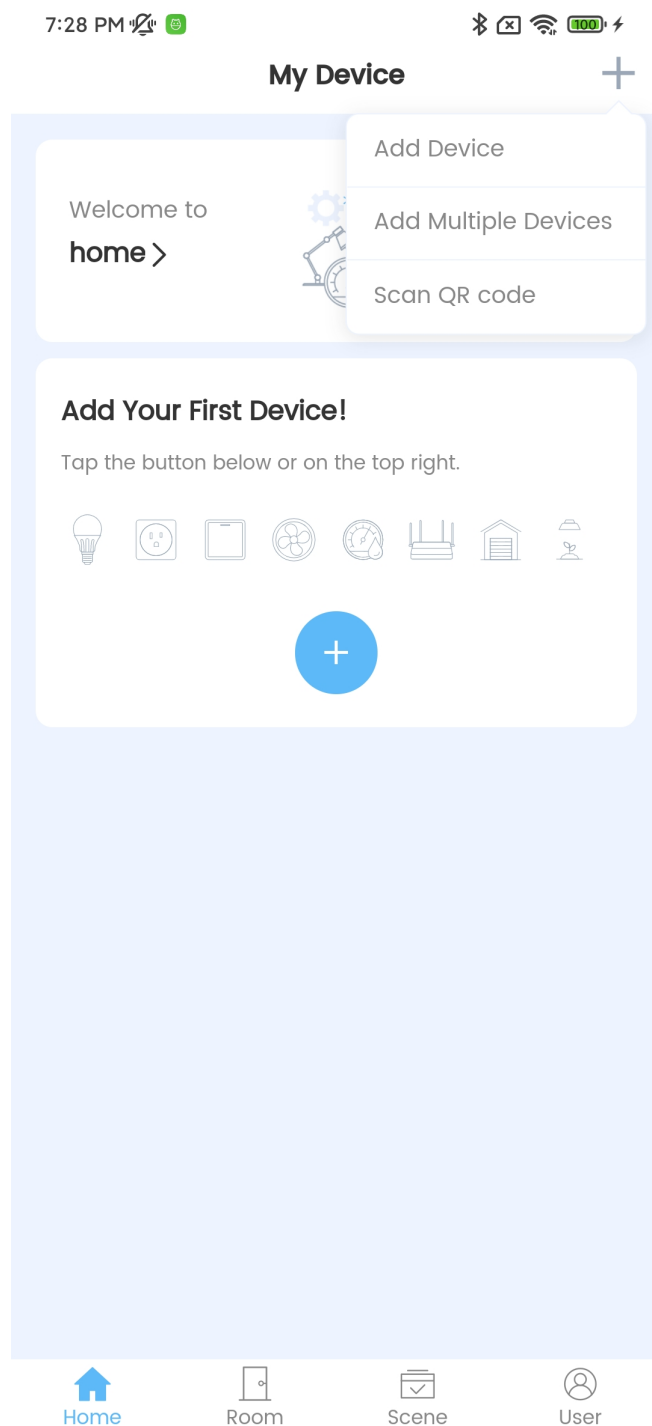 7:28 PM
100
My Device
Add Device
Add Multiple Devices
Scan QR code
Welcome to
home
Add Your First Device!
Tap the button below or on the top right.
Home
Room
Scene
User